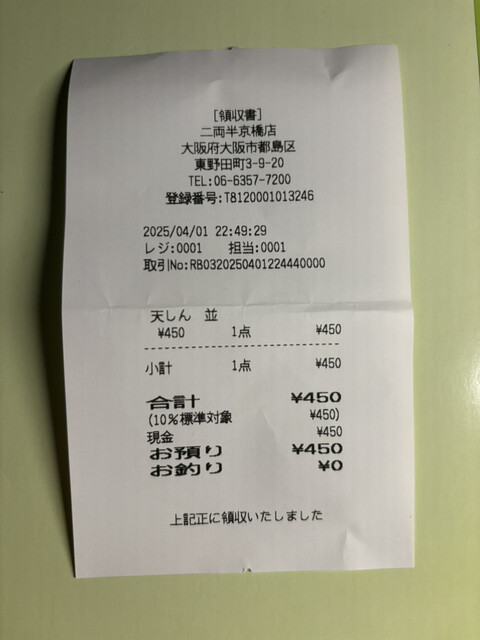 [領収書]
二両半京橋店
大阪府大阪市都島区
東野田町3-9-20
TEL:06-6357-7200
登録番号:T8120001013246
2025/04/01 22:49:29
レジ:0001 担当:0001
取引No:RB0320250401224440000
天しん 並
¥450 1点 ¥450
小計 1点 ¥450
合計 ¥450
(10%標準対象 ¥450)
現金 ¥450
お預り ¥450
お釣り ¥0
上記正に領収いたしました